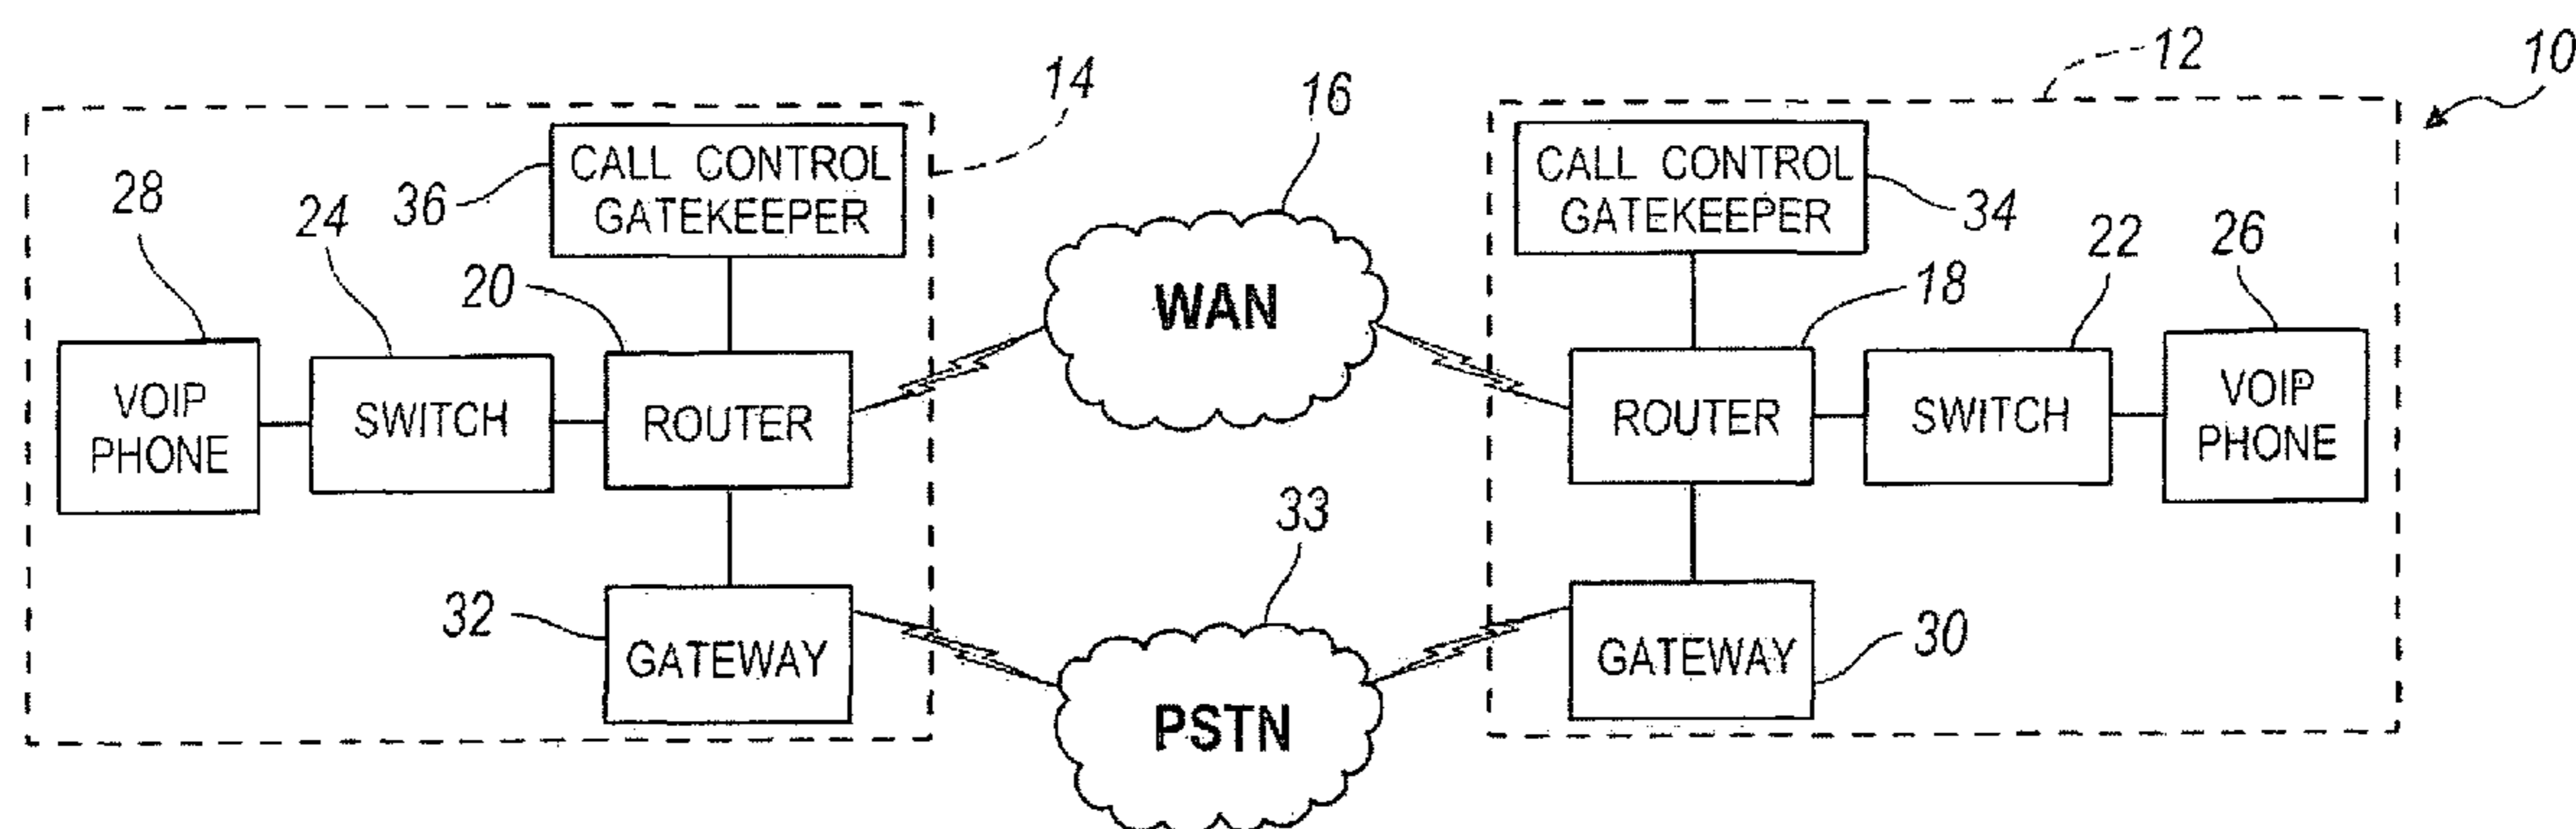 10
12
14
16
CALL CONTROL
GATEKEEPER
36
CALL CONTROL
GATEKEEPER
34
28
24
20
WAN
18
22
26
VOIP
PHONE
SWITCH
ROUTER
ROUTER
SWITCH
VOIP
PHONE
33
32
GATEWAY
PSTN
GATEWAY
30